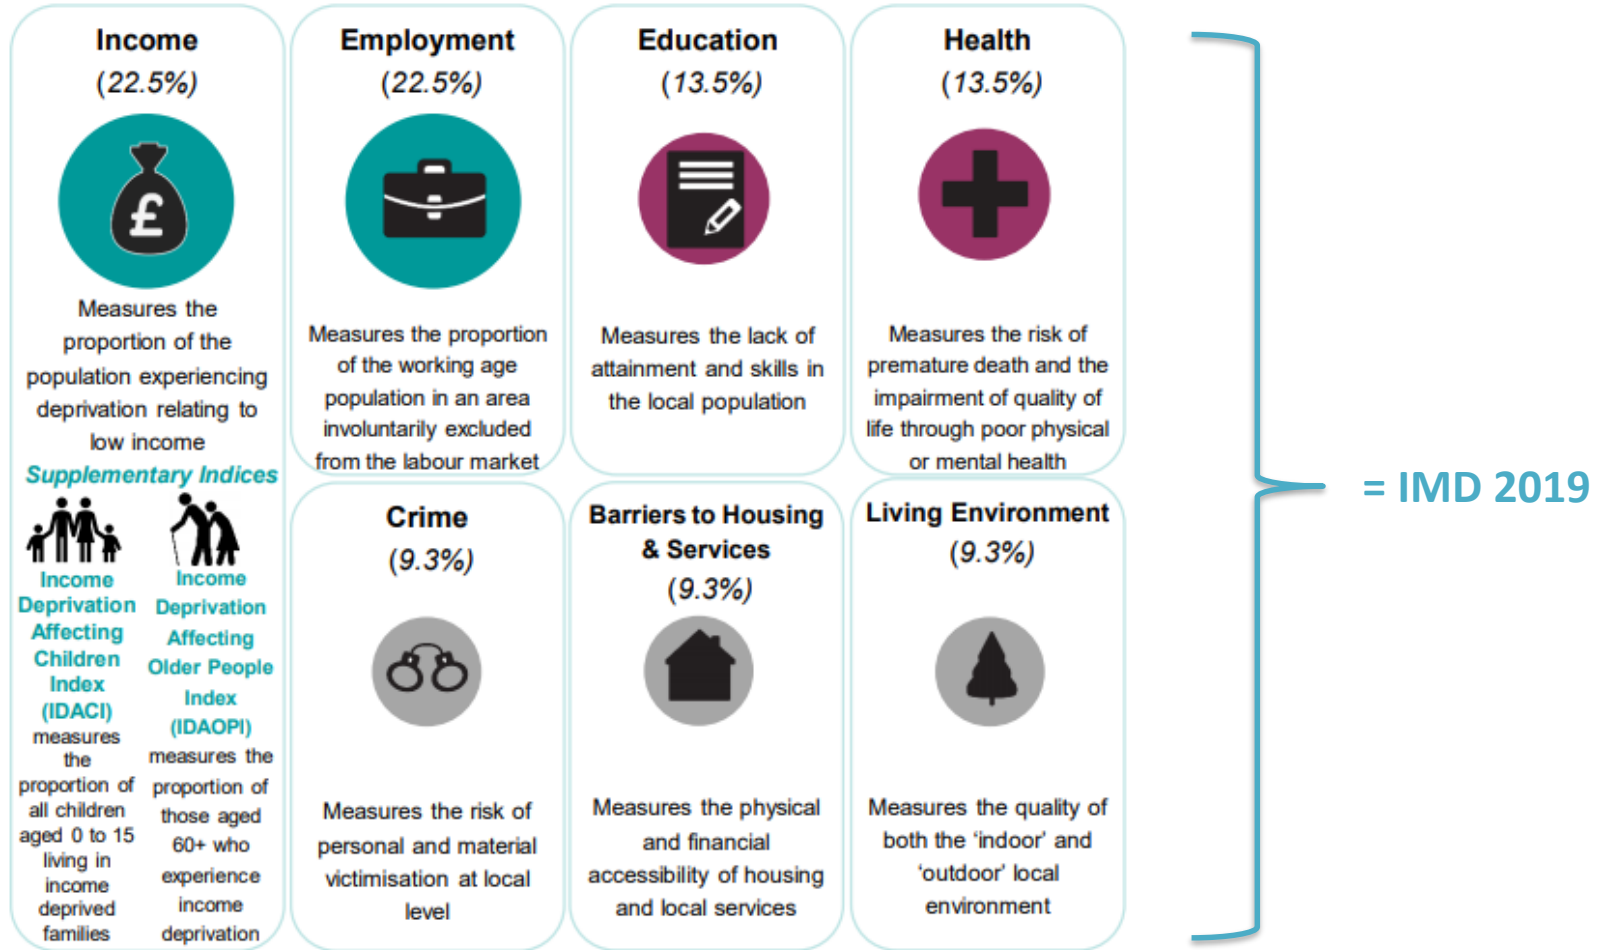 Income
(22.5%)
£
Measures the
proportion of the
population experiencing
deprivation relating to
low income
Supplementary Indices
Income
Deprivation
Affecting
Children
Index
(IDACI)
measures
the
proportion of
all children
aged 0 to 15
living in
income
deprived
families
Income
Deprivation
Affecting
Older People
Index
(IDAOPI)
measures the
proportion of
those aged
60+ who
experience
income
deprivation
Employment
(22.5%)
Measures the proportion
of the working age
population in an area
involuntarily excluded
from the labour market
Education
(13.5%)
Measures the lack of
attainment and skills in
the local population
Health
(13.5%)
Measures the risk of
premature death and the
impairment of quality of
life through poor physical
or mental health
Crime
(9.3%)
Measures the risk of
personal and material
victimisation at local
level
Barriers to Housing
& Services
(9.3%)
Measures the physical
and financial
accessibility of housing
and local services
Living Environment
(9.3%)
Measures the quality of
both the ‘indoor’ and
‘outdoor’ local
environment
= IMD 2019